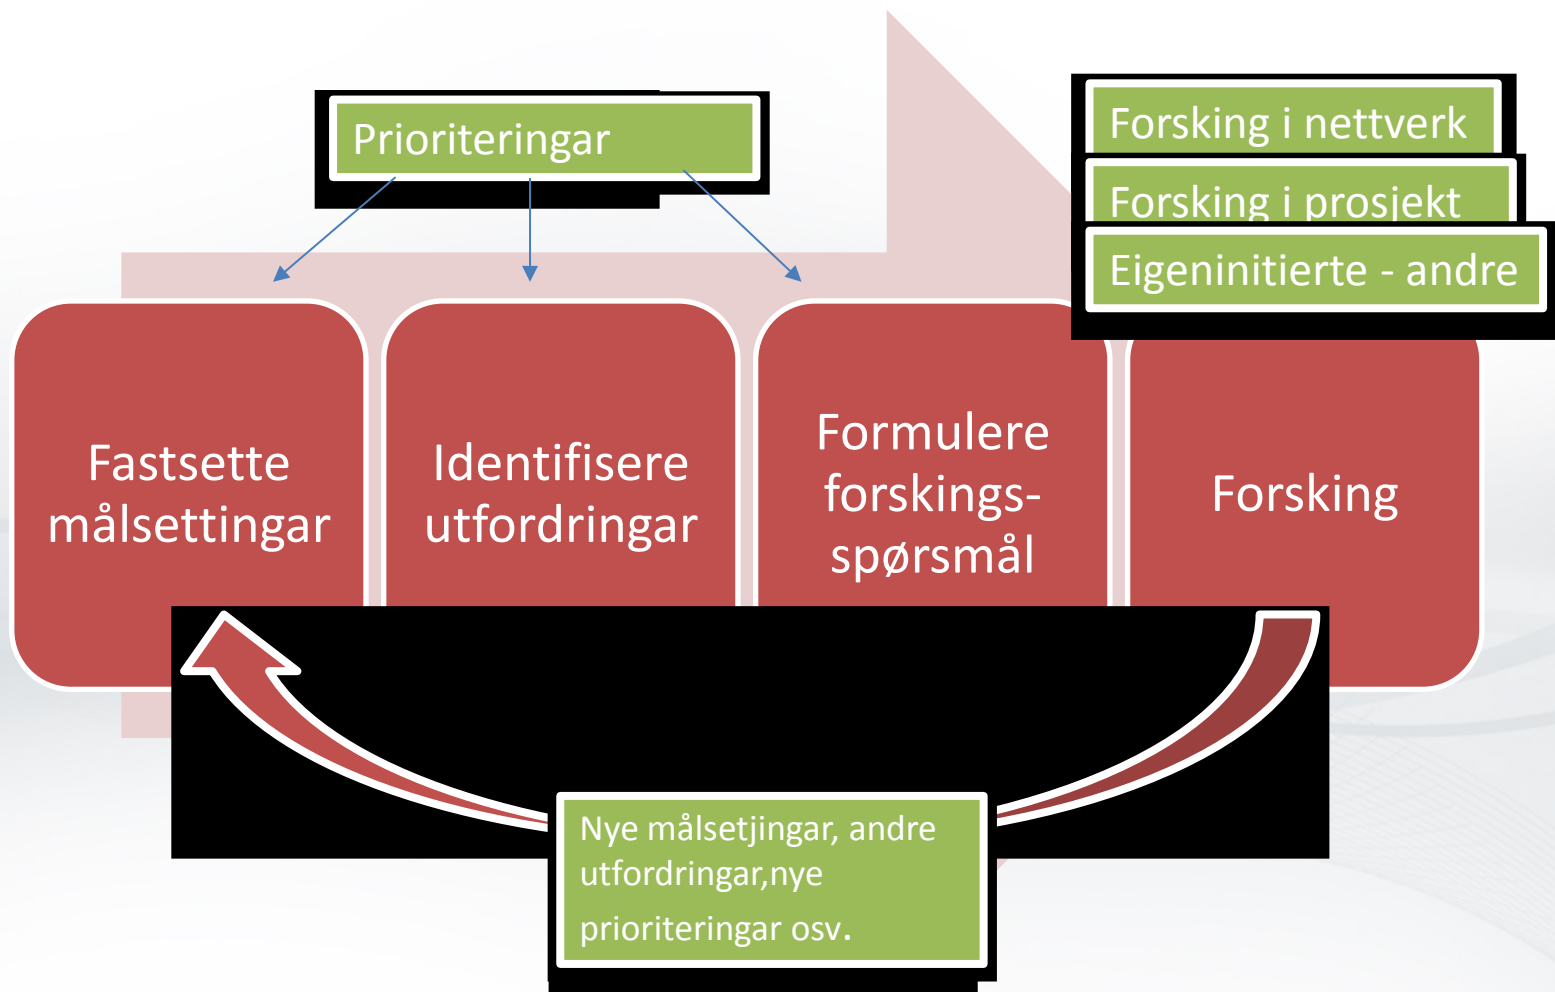 Prioriteringar
Forsking i nettverk
Forsking i prosjekt
Eigeninitierte - andre
Fastsette
målsettingar
Identifisere
utfordringar
Formulere
forskings-
spørsmål
Forsking
Nye målsetjingar, andre
utfordringar,nye
prioriteringar osv.